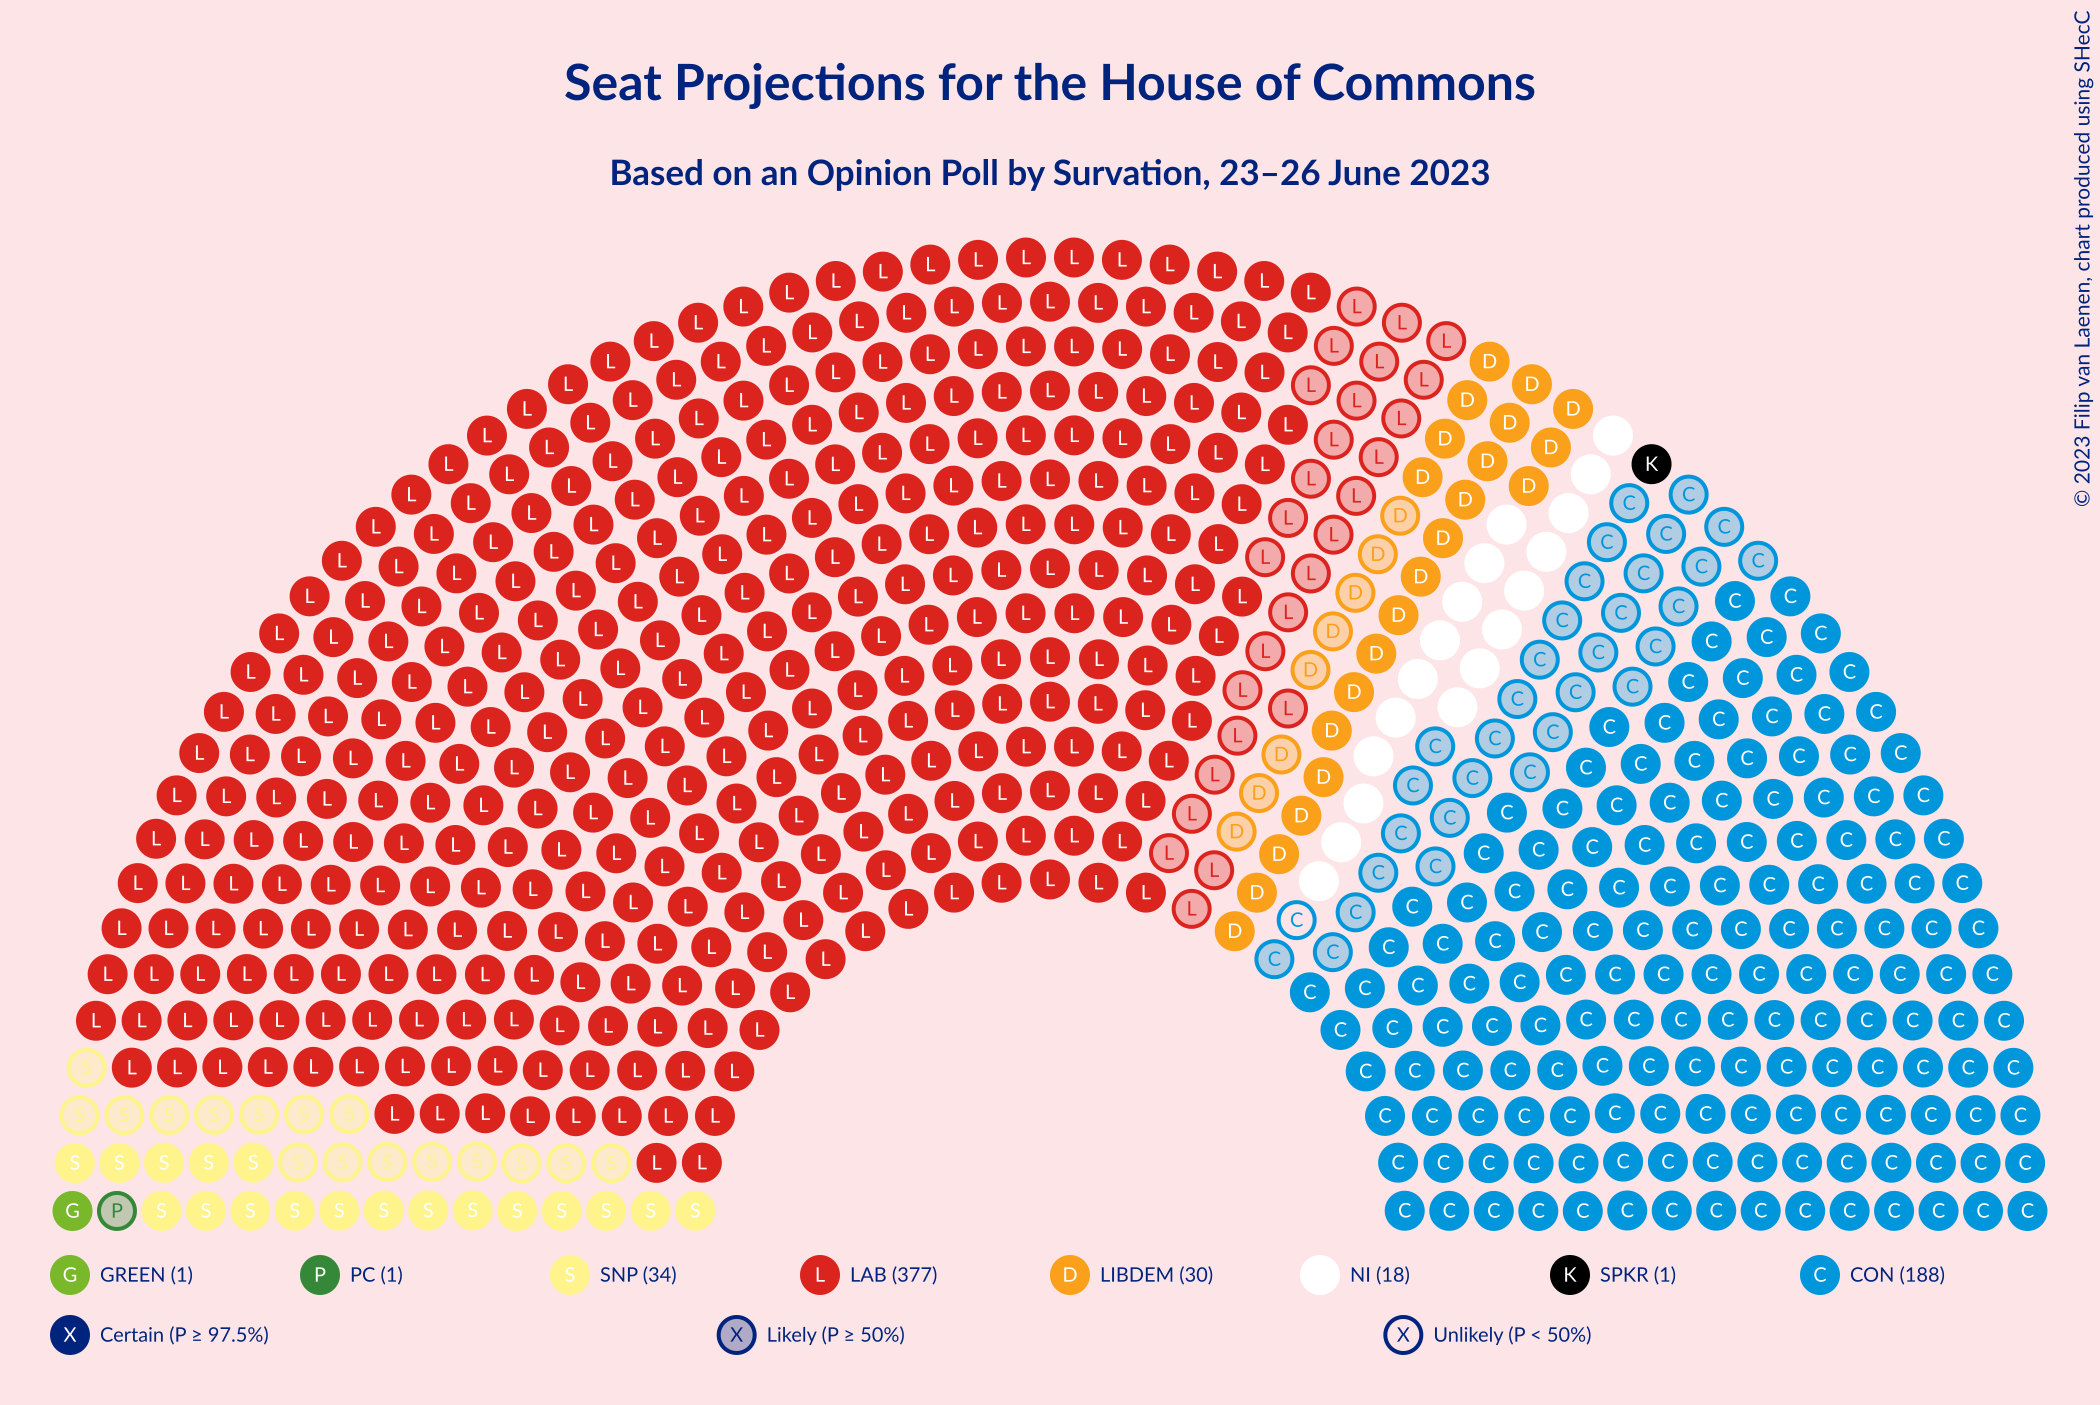 Seat Projections for the House of Commons
Based on an Opinion Poll by Survation, 23–26 June 2023
© 2023 Filip van Laenen, chart produced using SHecC
G GREEN (1)
P PC (1)
S SNP (34)
L LAB (377)
D LIBDEM (30)
NI (18)
K SPKR (1)
C CON (188)
X Certain (P ≥ 97.5%)
X Likely (P ≥ 50%)
X Unlikely (P < 50%)